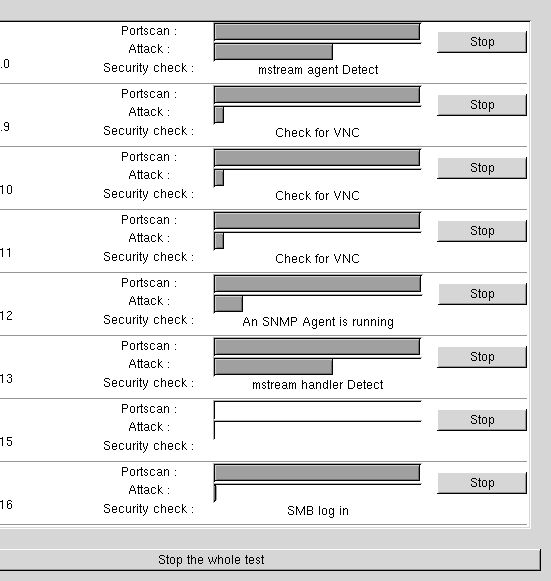 Portscan :
Attack : Stop
.0 Security check : mstream agent Detect
Portscan :
Attack : Stop
.9 Security check : Check for VNC
Portscan :
Attack : Stop
10 Security check : Check for VNC
Portscan :
Attack : Stop
11 Security check : Check for VNC
Portscan :
Attack : Stop
12 Security check : An SNMP Agent is running
Portscan :
Attack : Stop
13 Security check : mstream handler Detect
Portscan :
Attack : Stop
15 Security check :
Portscan :
Attack : Stop
16 Security check : SMB log in
Stop the whole test